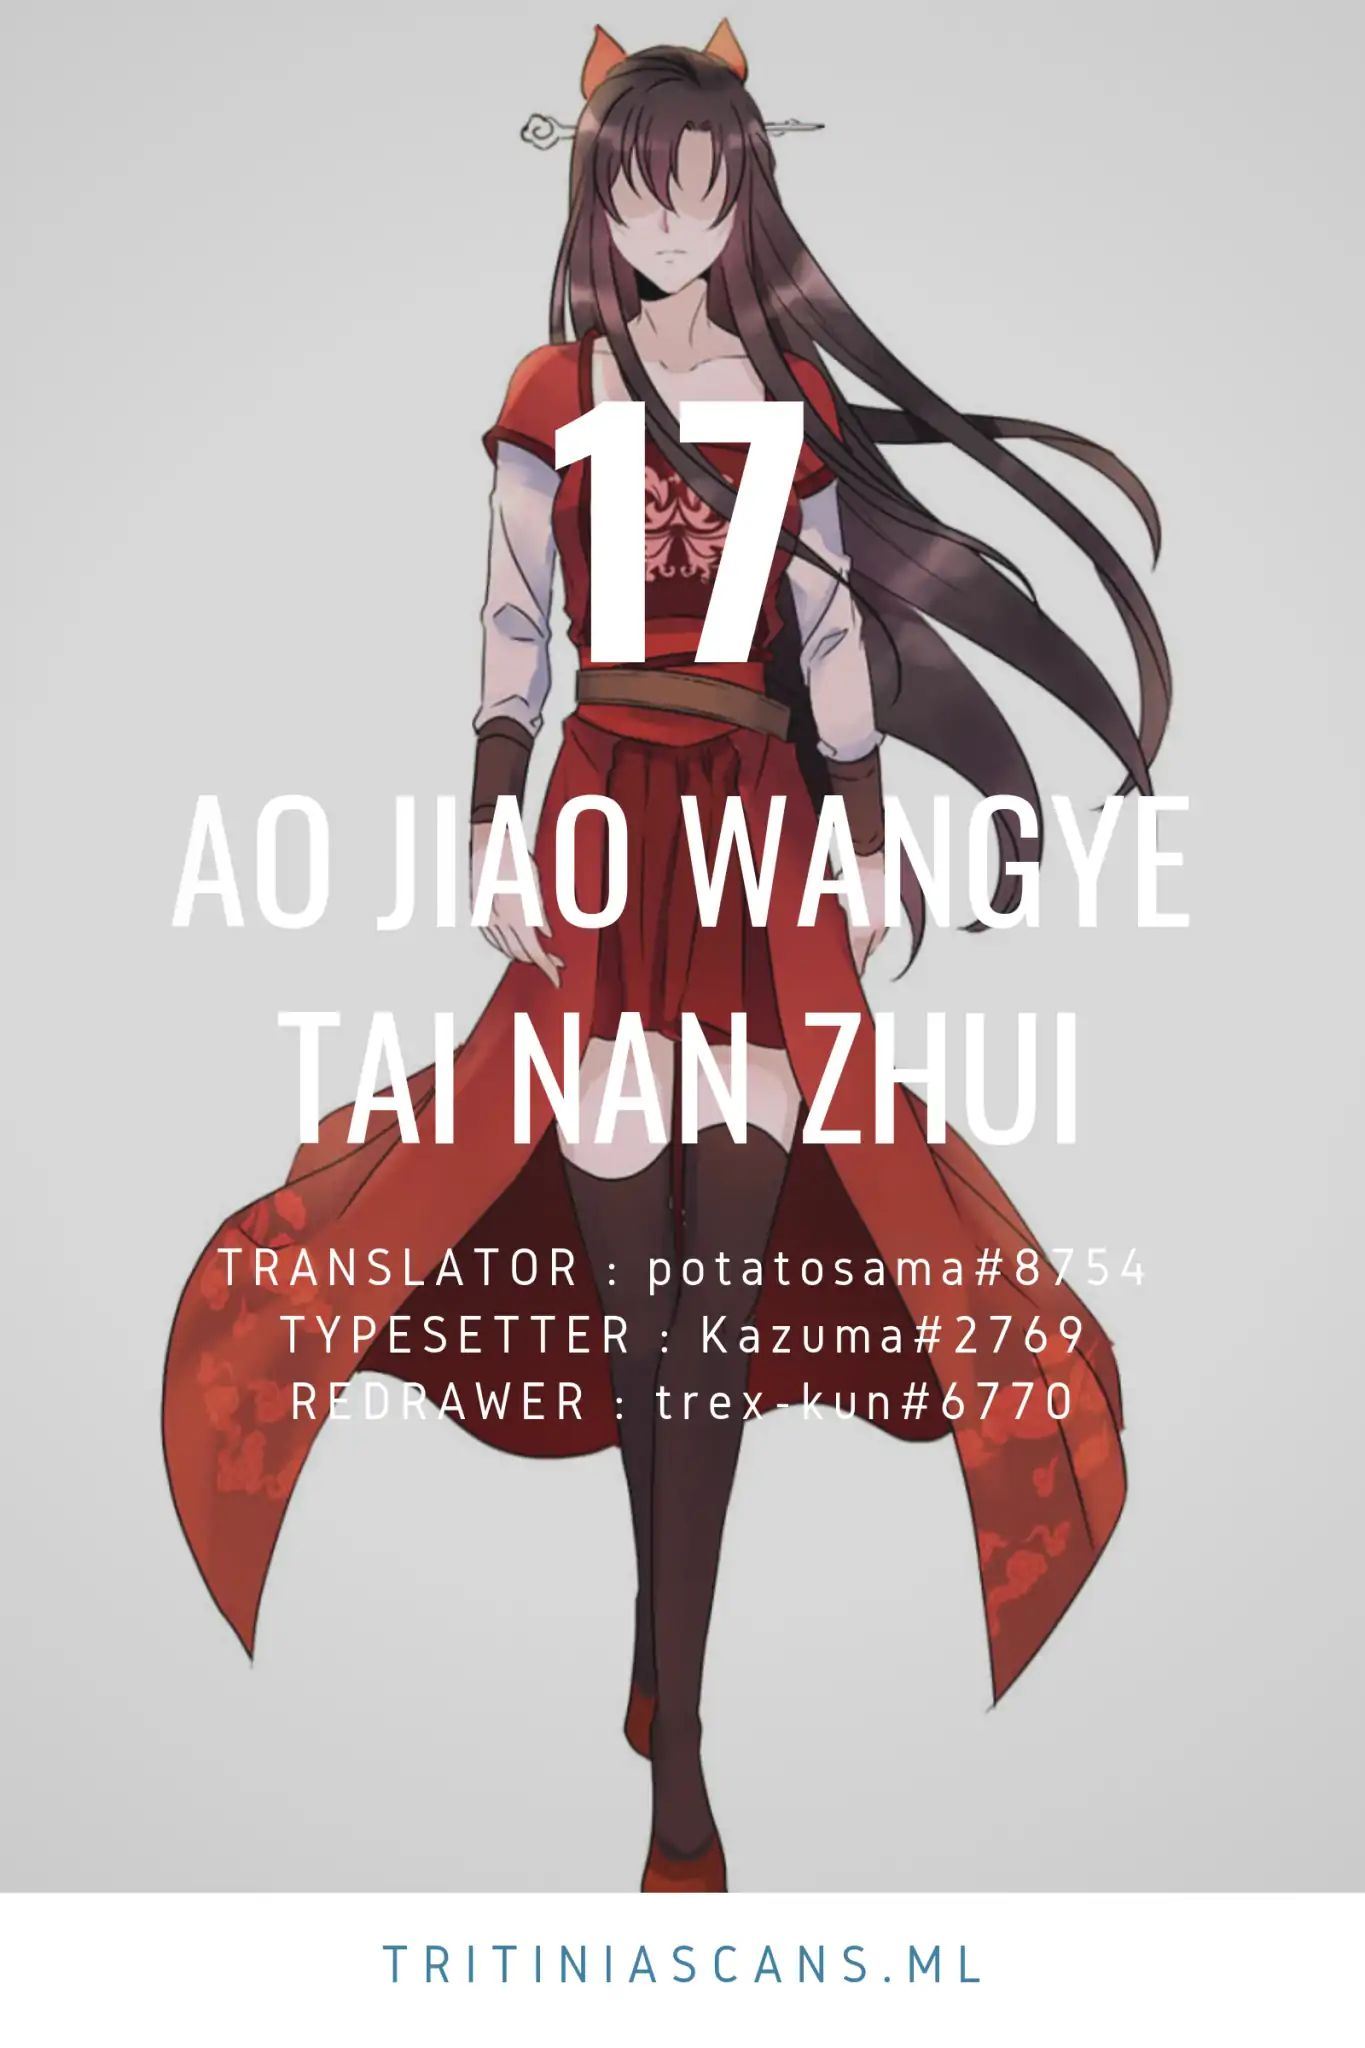 17
AO JIAO WANGYE
TAI NAN ZHUI
TRANSLATOR : potatosama#8754
TYPESETTER : Kazuma#2769
REDRAWER : trex-kun#6770
TRITINIASCANS.ML